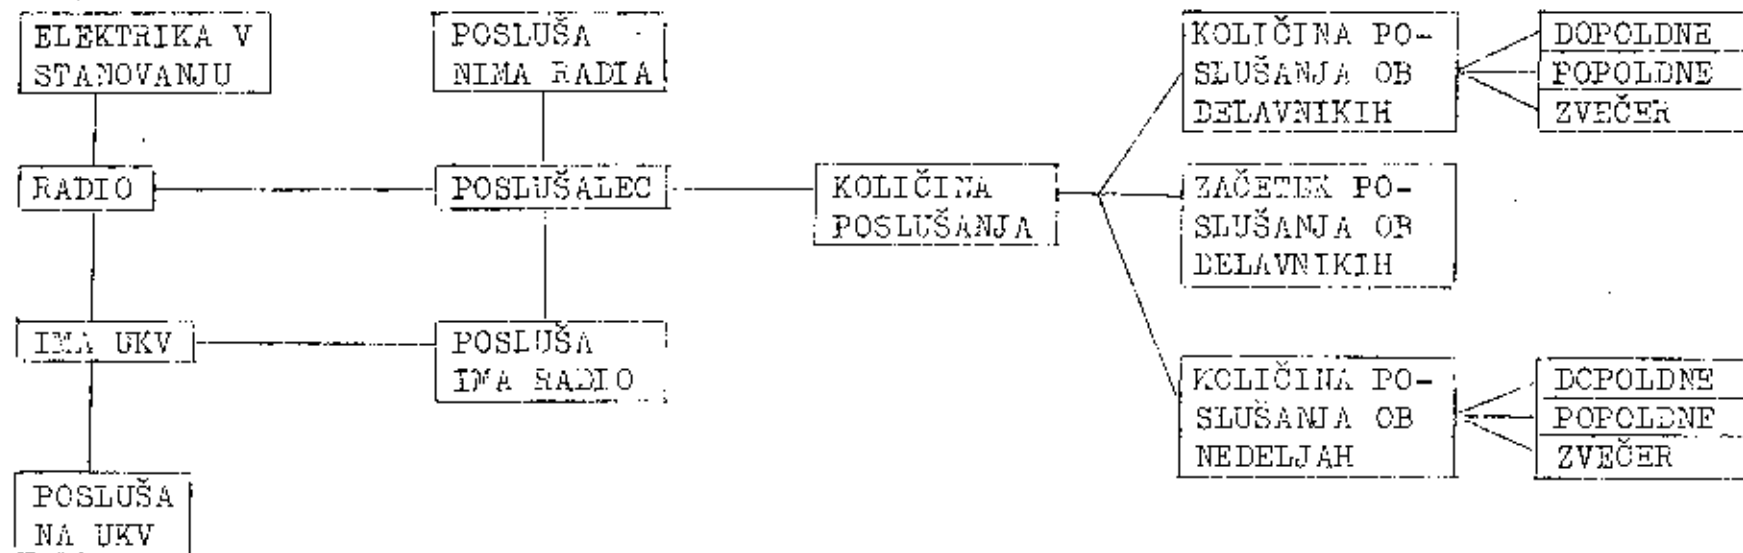 ELEKTRIKA V
STANOVANJU
POSLUŠA
NIMA RADIA
KOLIČINA PO-
SLUŠANJA OB
DELAVNIKIH
DOPOLDNE
POPOLDNE
ZVEČER
RADIO
POSLUŠALEC
KOLIČINA
POSLUŠANJA
ZAČETEK PO-
SLUŠANJA OB
DELAVNIKIH
IMA UKV
POSLUŠA
IMA RADIO
KOLIČINA PO-
SLUŠANJA OB
NEDELJAH
DOPOLDNE
POPOLDNE
ZVEČER
POSLUŠA
NA UKV